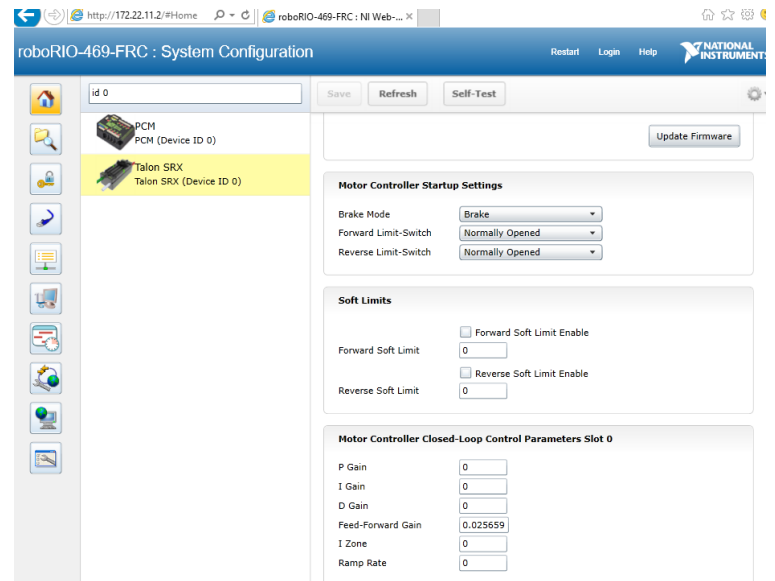 http://172.22.11.2/#Home
roboRIO-469-FRC : NI Web-...
roboRIO-469-FRC : System Configuration
Restart Login Help NATIONAL INSTRUMENTS
id 0
Save Refresh Self-Test
PCM
PCM (Device ID 0)
Talon SRX
Talon SRX (Device ID 0)
Update Firmware
Motor Controller Startup Settings
Brake Mode Brake
Forward Limit-Switch Normally Opened
Reverse Limit-Switch Normally Opened
Soft Limits
Forward Soft Limit Enable
Forward Soft Limit 0
Reverse Soft Limit Enable
Reverse Soft Limit 0
Motor Controller Closed-Loop Control Parameters Slot 0
P Gain 0
I Gain 0
D Gain 0
Feed-Forward Gain 0.025659
I Zone 0
Ramp Rate 0